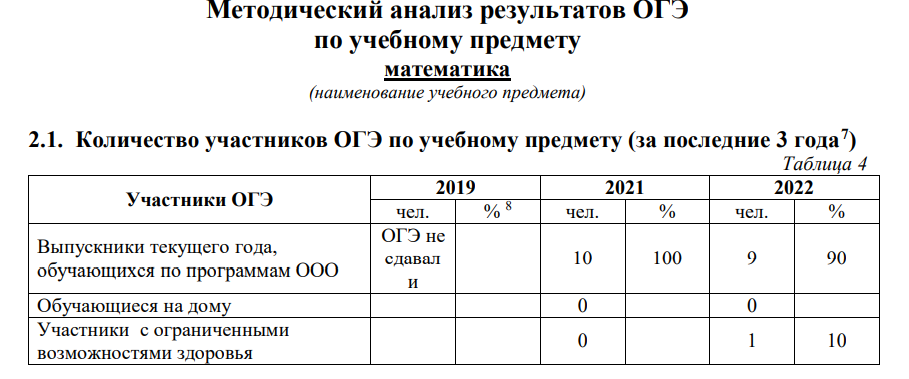 Методический анализ результатов ОГЭ
по учебному предмету
математика
(наименование учебного предмета)
2.1. Количество участников ОГЭ по учебному предмету (за последние 3 года⁷)
Таблица 4
Участники ОГЭ 2019 2021 2022
чел. % ⁸ чел. % чел. %
Выпускники текущего года,
обучающихся по программам ООО
ОГЭ не
сдавал
и
10 100 9 90
Обучающиеся на дому 0 0
Участники с ограниченными
возможностями здоровья
0 1 10